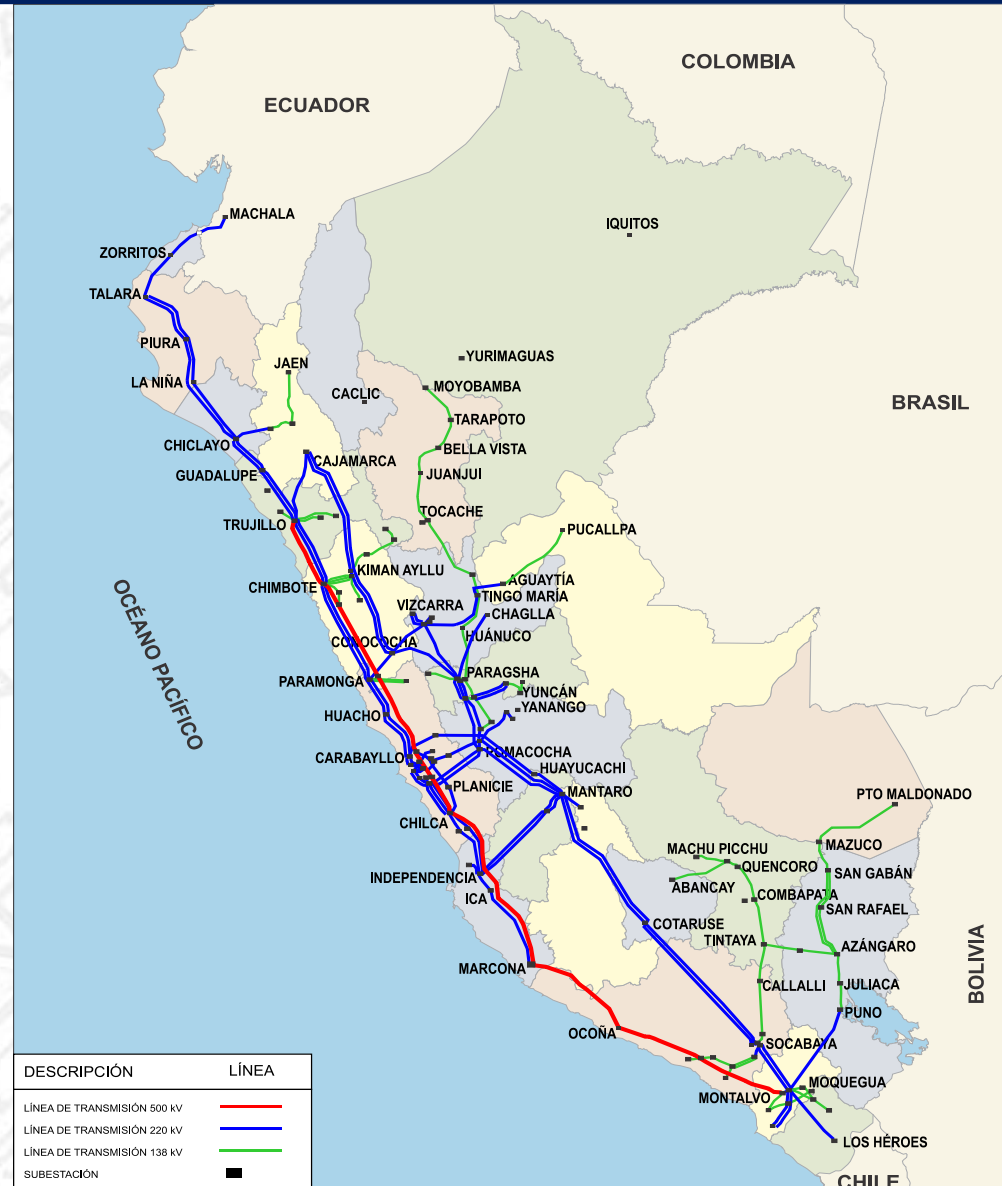 COLOMBIA
ECUADOR
MACHALA
IQUITOS
ZORRITOS
TALARA
PIURA
YURIMAGUAS
JAEN
LA NIÑA
MOYOBAMBA
CACLIC
BRASIL
TARAPOTO
CHICLAYO
BELLA VISTA
CAJAMARCA
GUADALUPE
JUANJUI
TOCACHE
TRUJILLO
PUCALLPA
KIMAN AYLLU
CHIMBOTE
AGUAYTÍA
TINGO MARÍA
VIZCARRA
CHAGLLA
OCÉANO PACÍFICO
HUÁNUCO
PARAGSHA
PARAMONGA
YUNCÁN
YANANGO
HUACHO
CARABAYLLO
POMACOCHA
HUAYUCACHI
PLANICIE
MANTARO
PTO MALDONADO
CHILCA
MACHU PICCHU
MAZUCO
QUENCORO
INDEPENDENCIA
SAN GABÁN
ABANCAY
ICA
COMBAPATA
SAN RAFAEL
COTARUSE
TINTAYA
AZÁNGARO
BOLIVIA
MARCONA
CALLALLI
JULIACA
PUNO
OCOÑA
SOCABAYA
MOQUEGUA
MONTALVO
LOS HÉROES
CHILE
DESCRIPCIÓN LÍNEA
LÍNEA DE TRANSMISIÓN 500 kV
LÍNEA DE TRANSMISIÓN 220 kV
LÍNEA DE TRANSMISIÓN 138 kV
SUBESTACIÓN